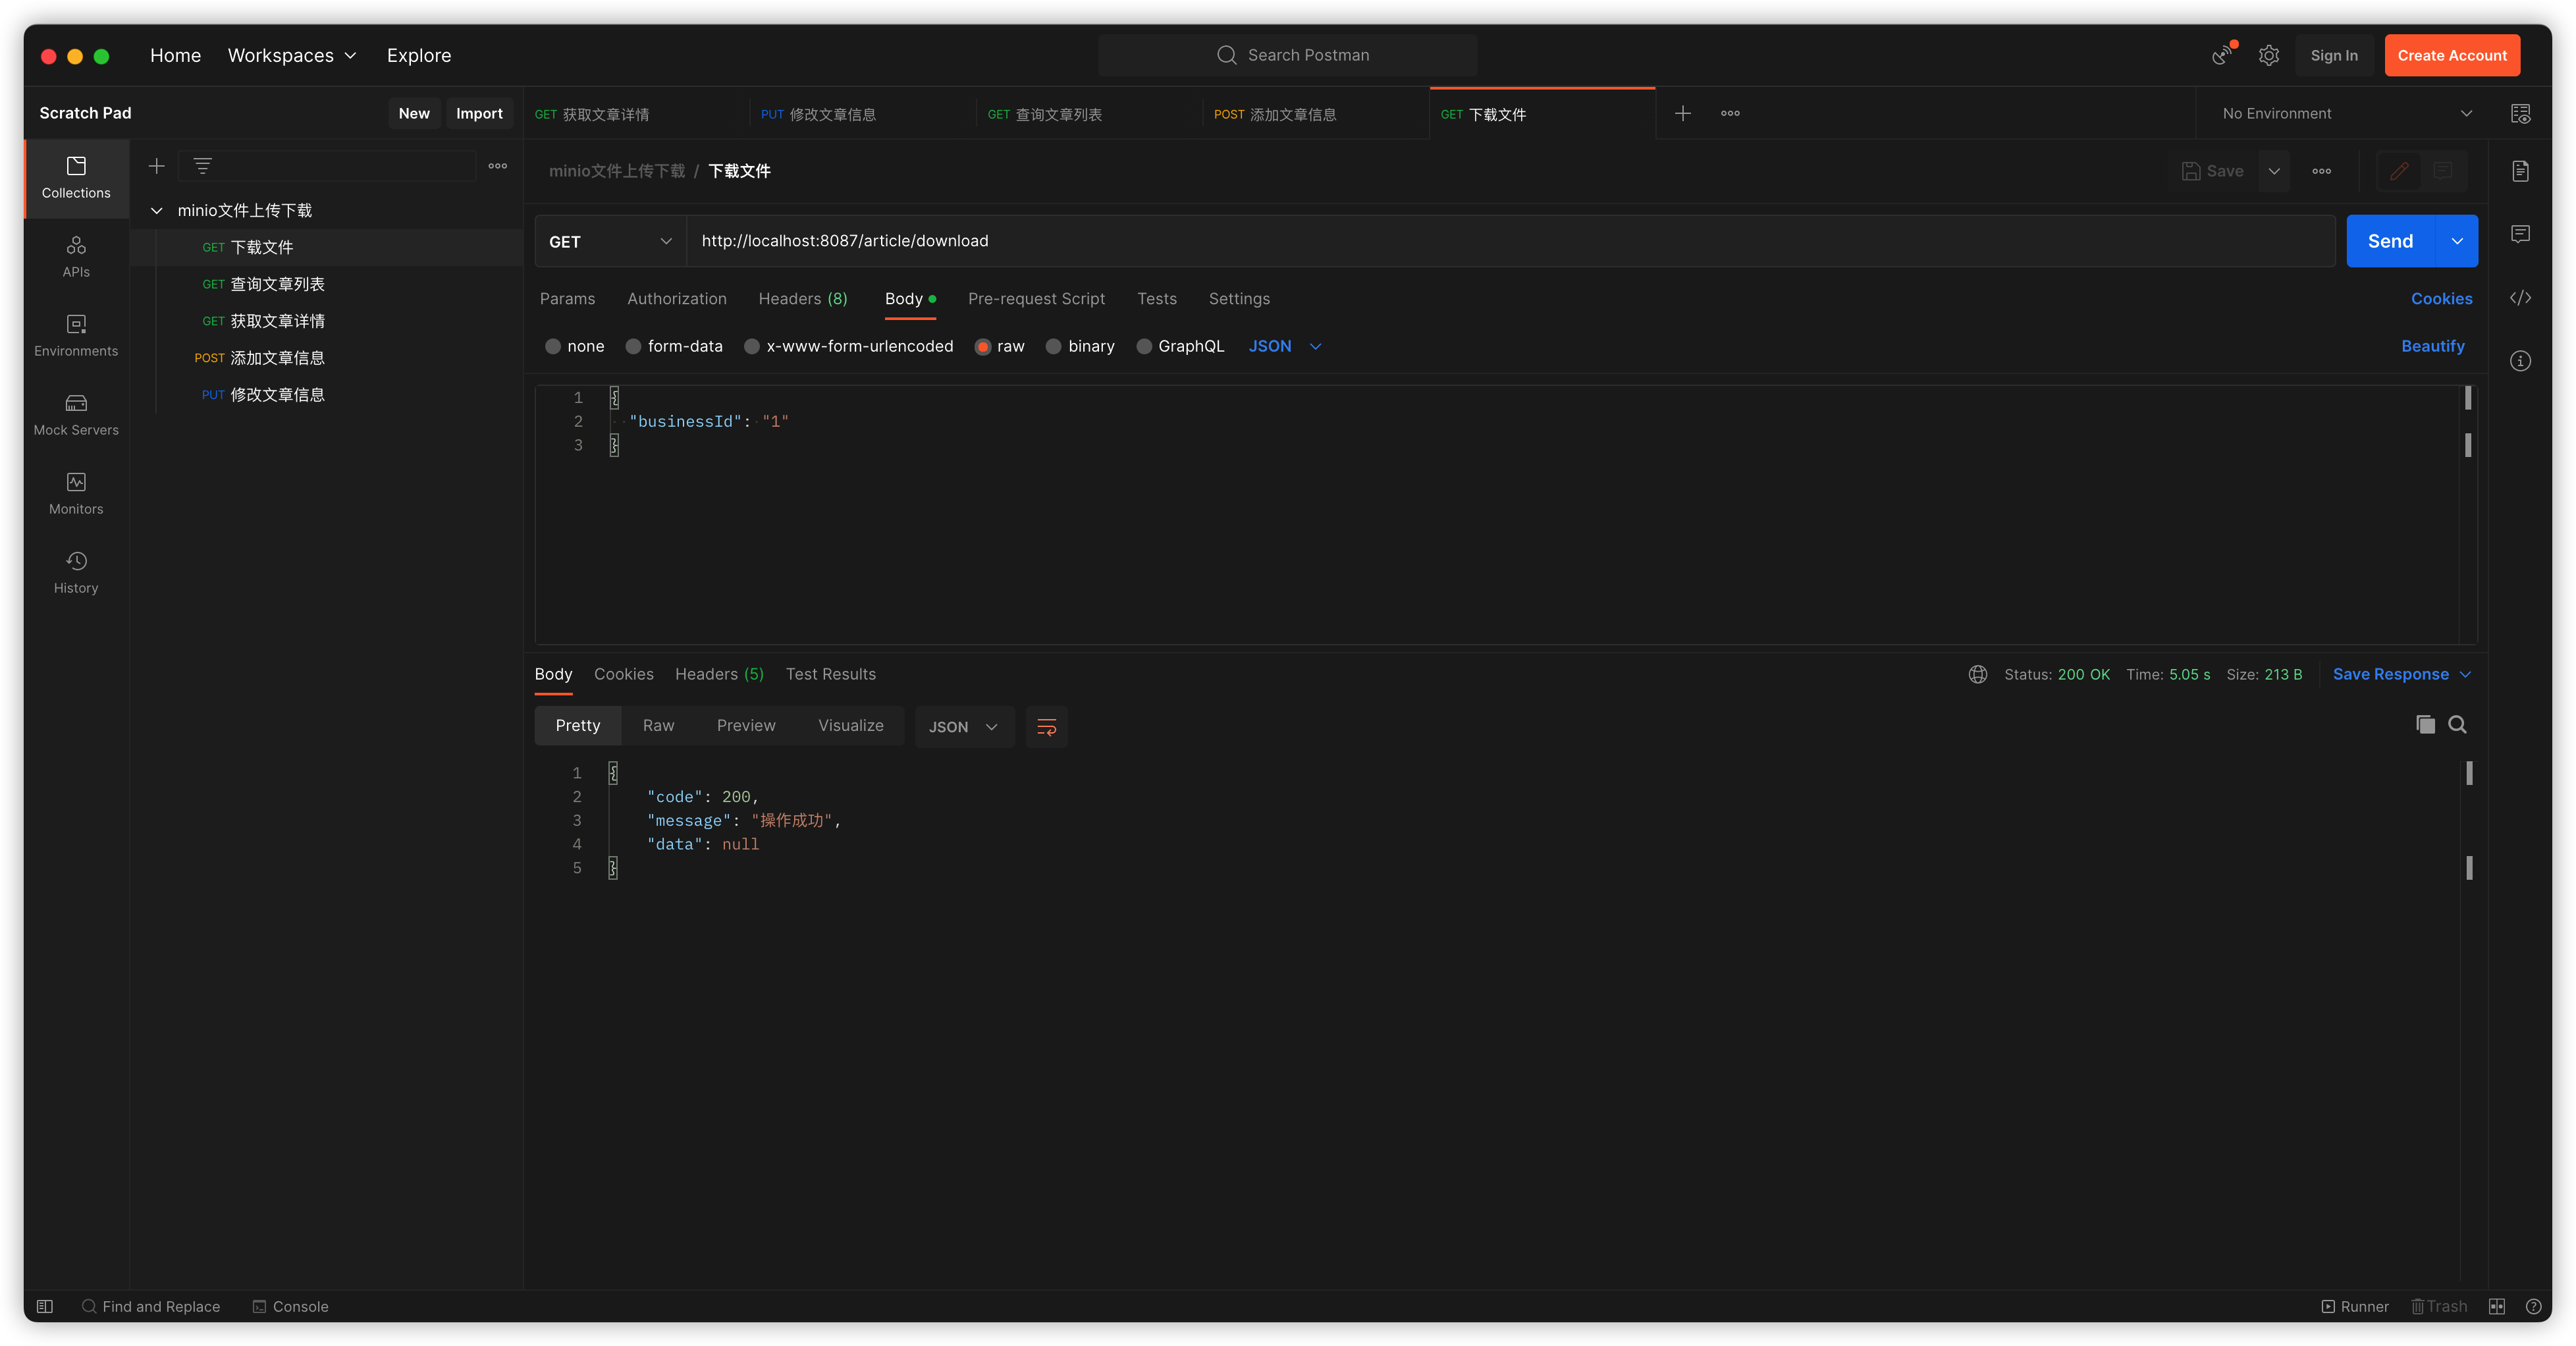 Home Workspaces Explore Search Postman Sign In Create Account
Scratch Pad New Import GET 获取文章详情 PUT 修改文章信息 GET 查询文章列表 POST 添加文章信息 GET 下载文件 No Environment
Collections
APIs
Environments
Mock Servers
Monitors
History
minio文件上传下载
GET 下载文件
GET 查询文章列表
GET 获取文章详情
POST 添加文章信息
PUT 修改文章信息
minio文件上传下载 / 下载文件 Save
GET http://localhost:8087/article/download Send
Params Authorization Headers (8) Body Pre-request Script Tests Settings Cookies
none form-data x-www-form-urlencoded raw binary GraphQL JSON Beautify
1 {
2 "businessId": "1"
3 }
Body Cookies Headers (5) Test Results Status: 200 OK Time: 5.05 s Size: 213 B Save Response
Pretty Raw Preview Visualize JSON
1 {
2 "code": 200,
3 "message": "操作成功",
4 "data": null
5 }
Find and Replace Console Runner Trash